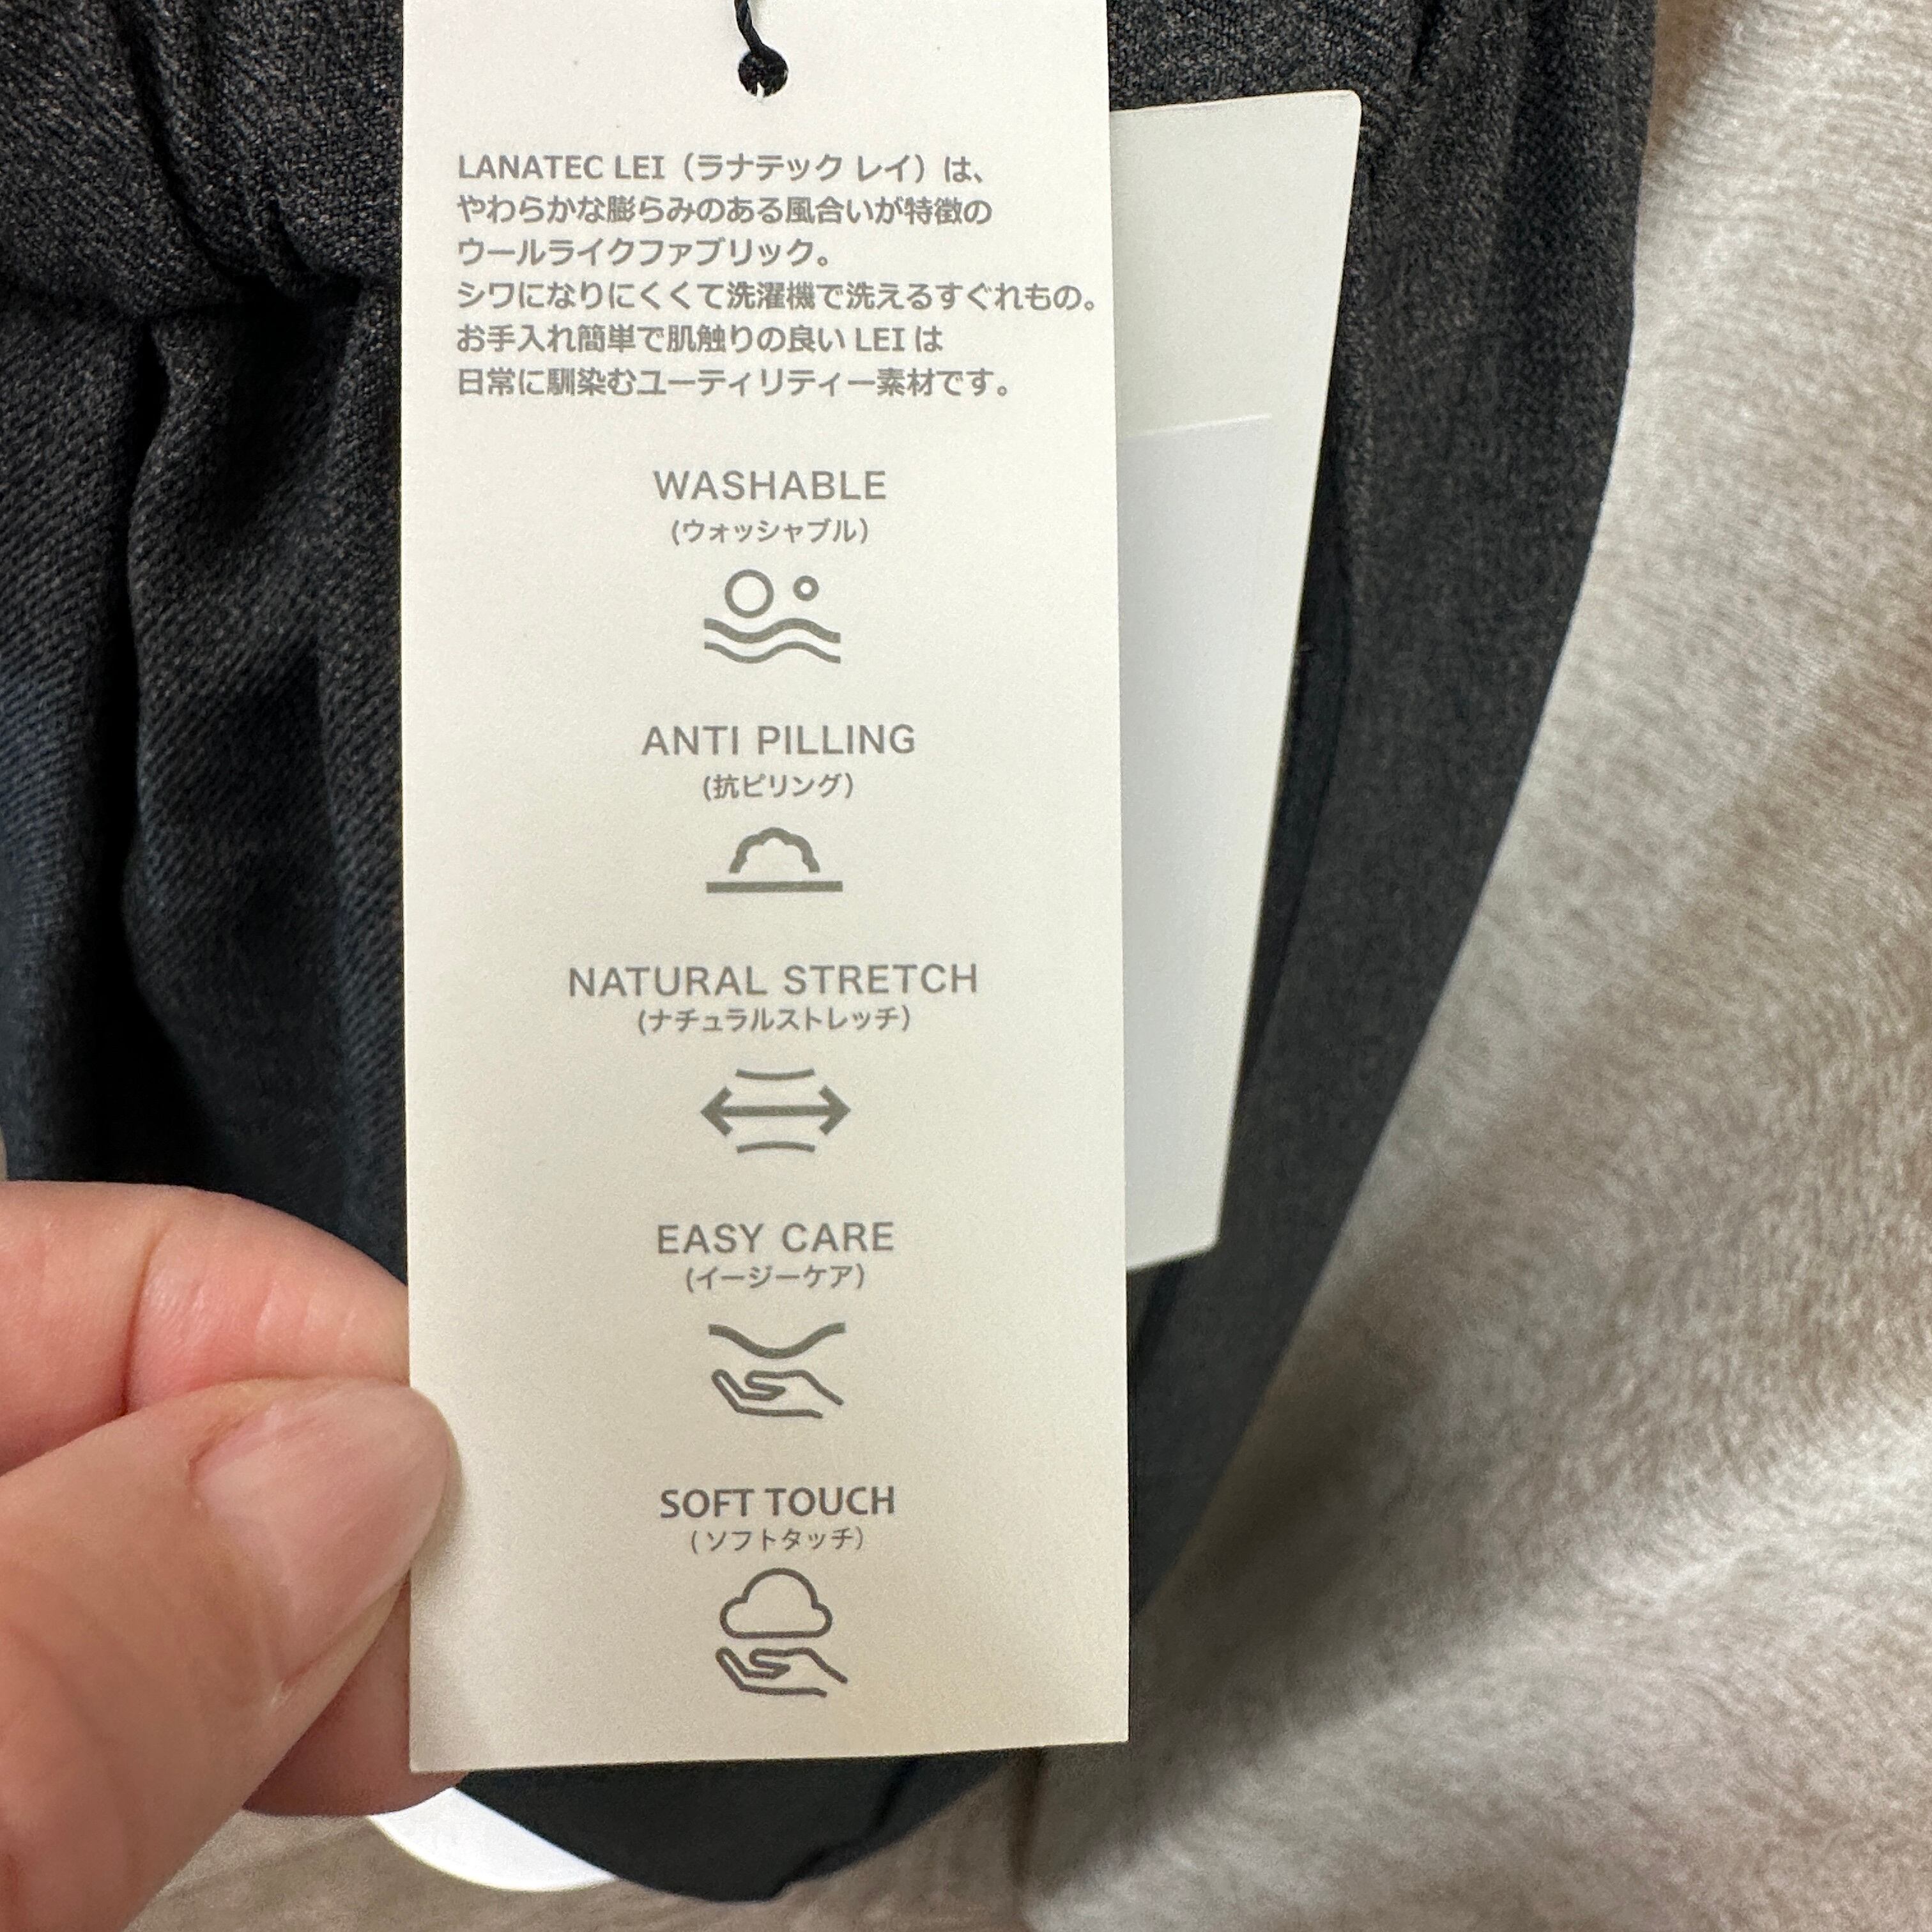 LANATEC LEI（ラナテック レイ）は、
やわらかな膨らみのある風合いが特徴の
ウールライクファブリック。
シワになりにくくて洗濯機で洗えるすぐれもの。
お手入れ簡単で肌触りの良い LEI は
日常に馴染むユーティリティー素材です。
WASHABLE
(ウォッシャブル)
ANTI PILLING
(抗ピリング)
NATURAL STRETCH
(ナチュラルストレッチ)
EASY CARE
(イージーケア)
SOFT TOUCH
(ソフトタッチ)